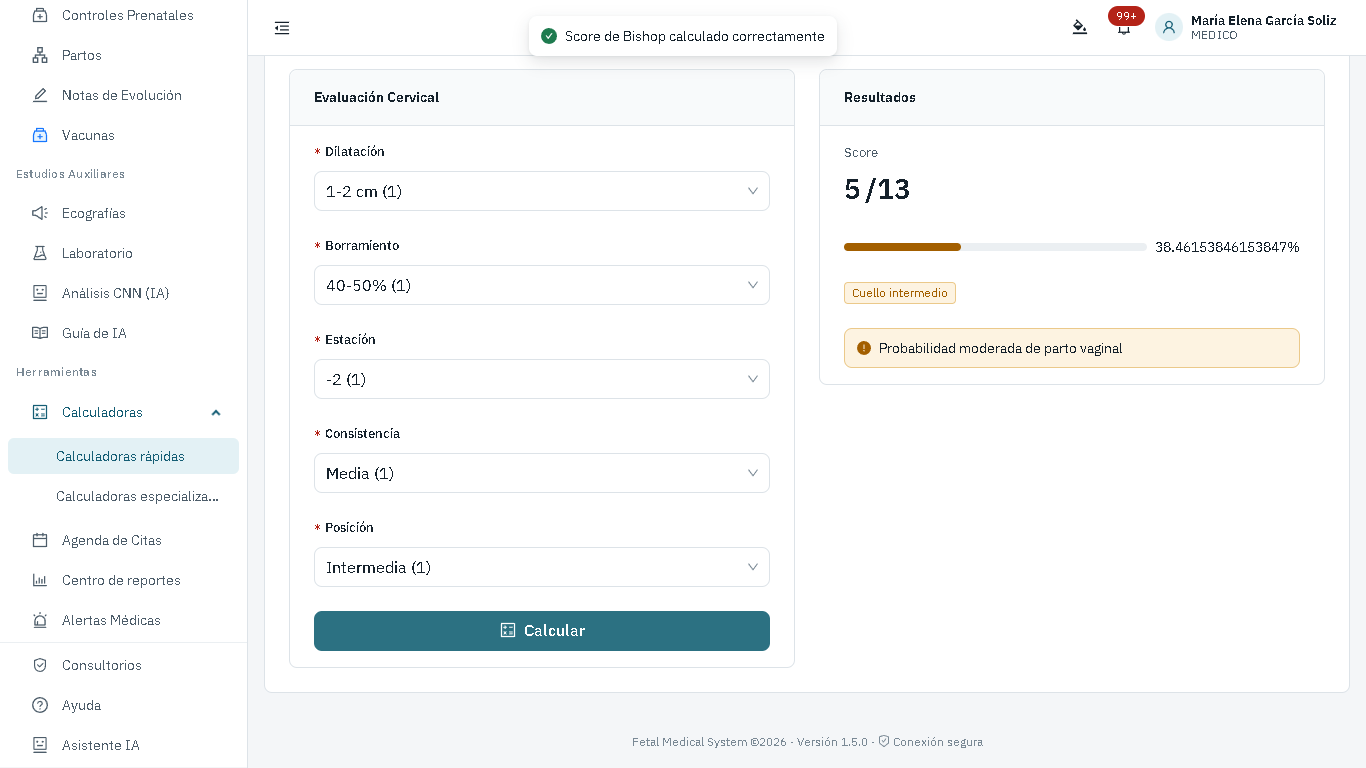 Controles Prenatales
Partos
Notas de Evolución
Vacunas
Estudios Auxiliares
Ecografías
Laboratorio
Análisis CNN (IA)
Guía de IA
Herramientas
Calculadoras
Calculadoras rápidas
Calculadoras especializa...
Agenda de Citas
Centro de reportes
Alertas Médicas
Consultorios
Ayuda
Asistente IA
Score de Bishop calculado correctamente
99+
María Elena García Soliz
MEDICO
Evaluación Cervical
* Dilatación
1-2 cm (1)
* Borramiento
40-50% (1)
* Estación
-2 (1)
* Consistencia
Media (1)
* Posición
Intermedia (1)
Calcular
Resultados
Score
5 /13
38.46153846153847%
Cuello intermedio
Probabilidad moderada de parto vaginal
Fetal Medical System ©2026 - Versión 1.5.0 - Conexión segura